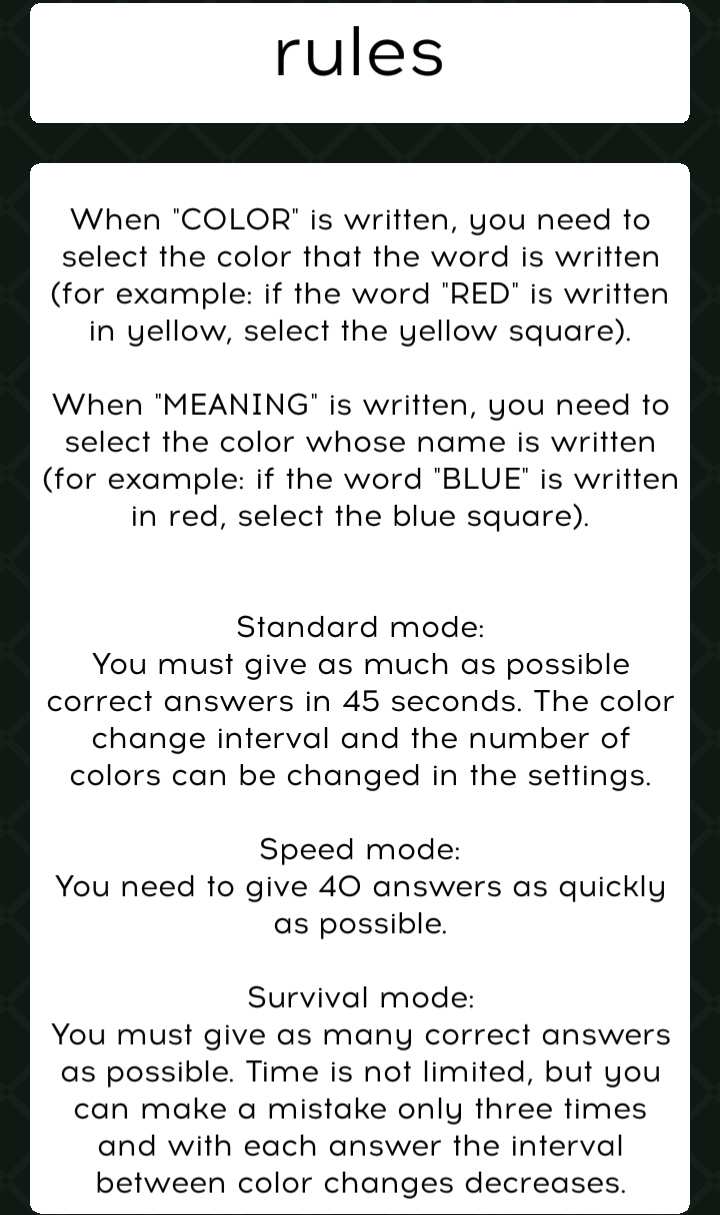 rules
When "COLOR" is written, you need to
select the color that the word is written
(for example: if the word "RED" is written
in yellow, select the yellow square).
When "MEANING" is written, you need to
select the color whose name is written
(for example: if the word "BLUE" is written
in red, select the blue square).
Standard mode:
You must give as much as possible
correct answers in 45 seconds. The color
change interval and the number of
colors can be changed in the settings.
Speed mode:
You need to give 40 answers as quickly
as possible.
Survival mode:
You must give as many correct answers
as possible. Time is not limited, but you
can make a mistake only three times
and with each answer the interval
between color changes decreases.